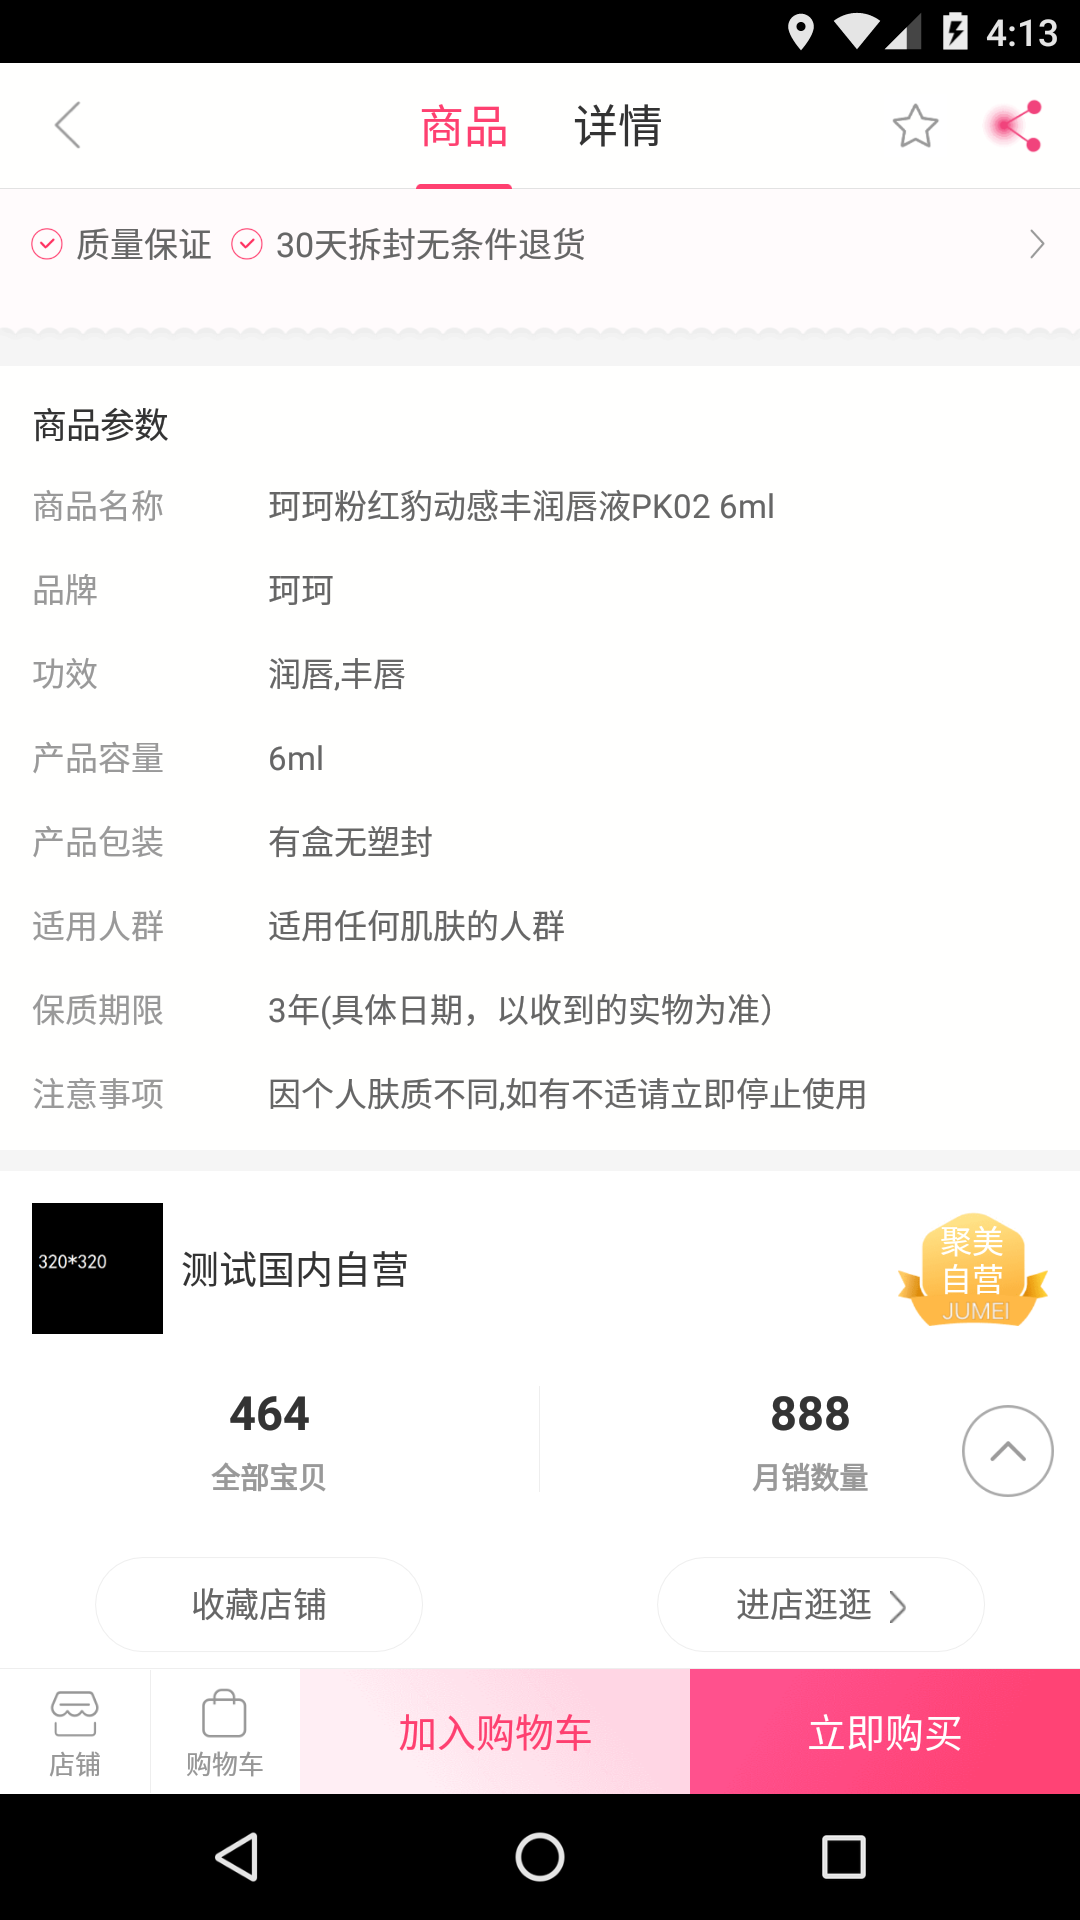 4:13
商品 详情
质量保证 30天拆封无条件退货
商品参数
商品名称 珂珂粉红豹动感丰润唇液PK02 6ml
品牌 珂珂
功效 润唇,丰唇
产品容量 6ml
产品包装 有盒无塑封
适用人群 适用任何肌肤的人群
保质期限 3年(具体日期，以收到的实物为准）
注意事项 因个人肤质不同,如有不适请立即停止使用
320*320
测试国内自营
聚美
自营
JUMEI
464 888
全部宝贝 月销数量
收藏店铺 进店逛逛
店铺 购物车 加入购物车 立即购买